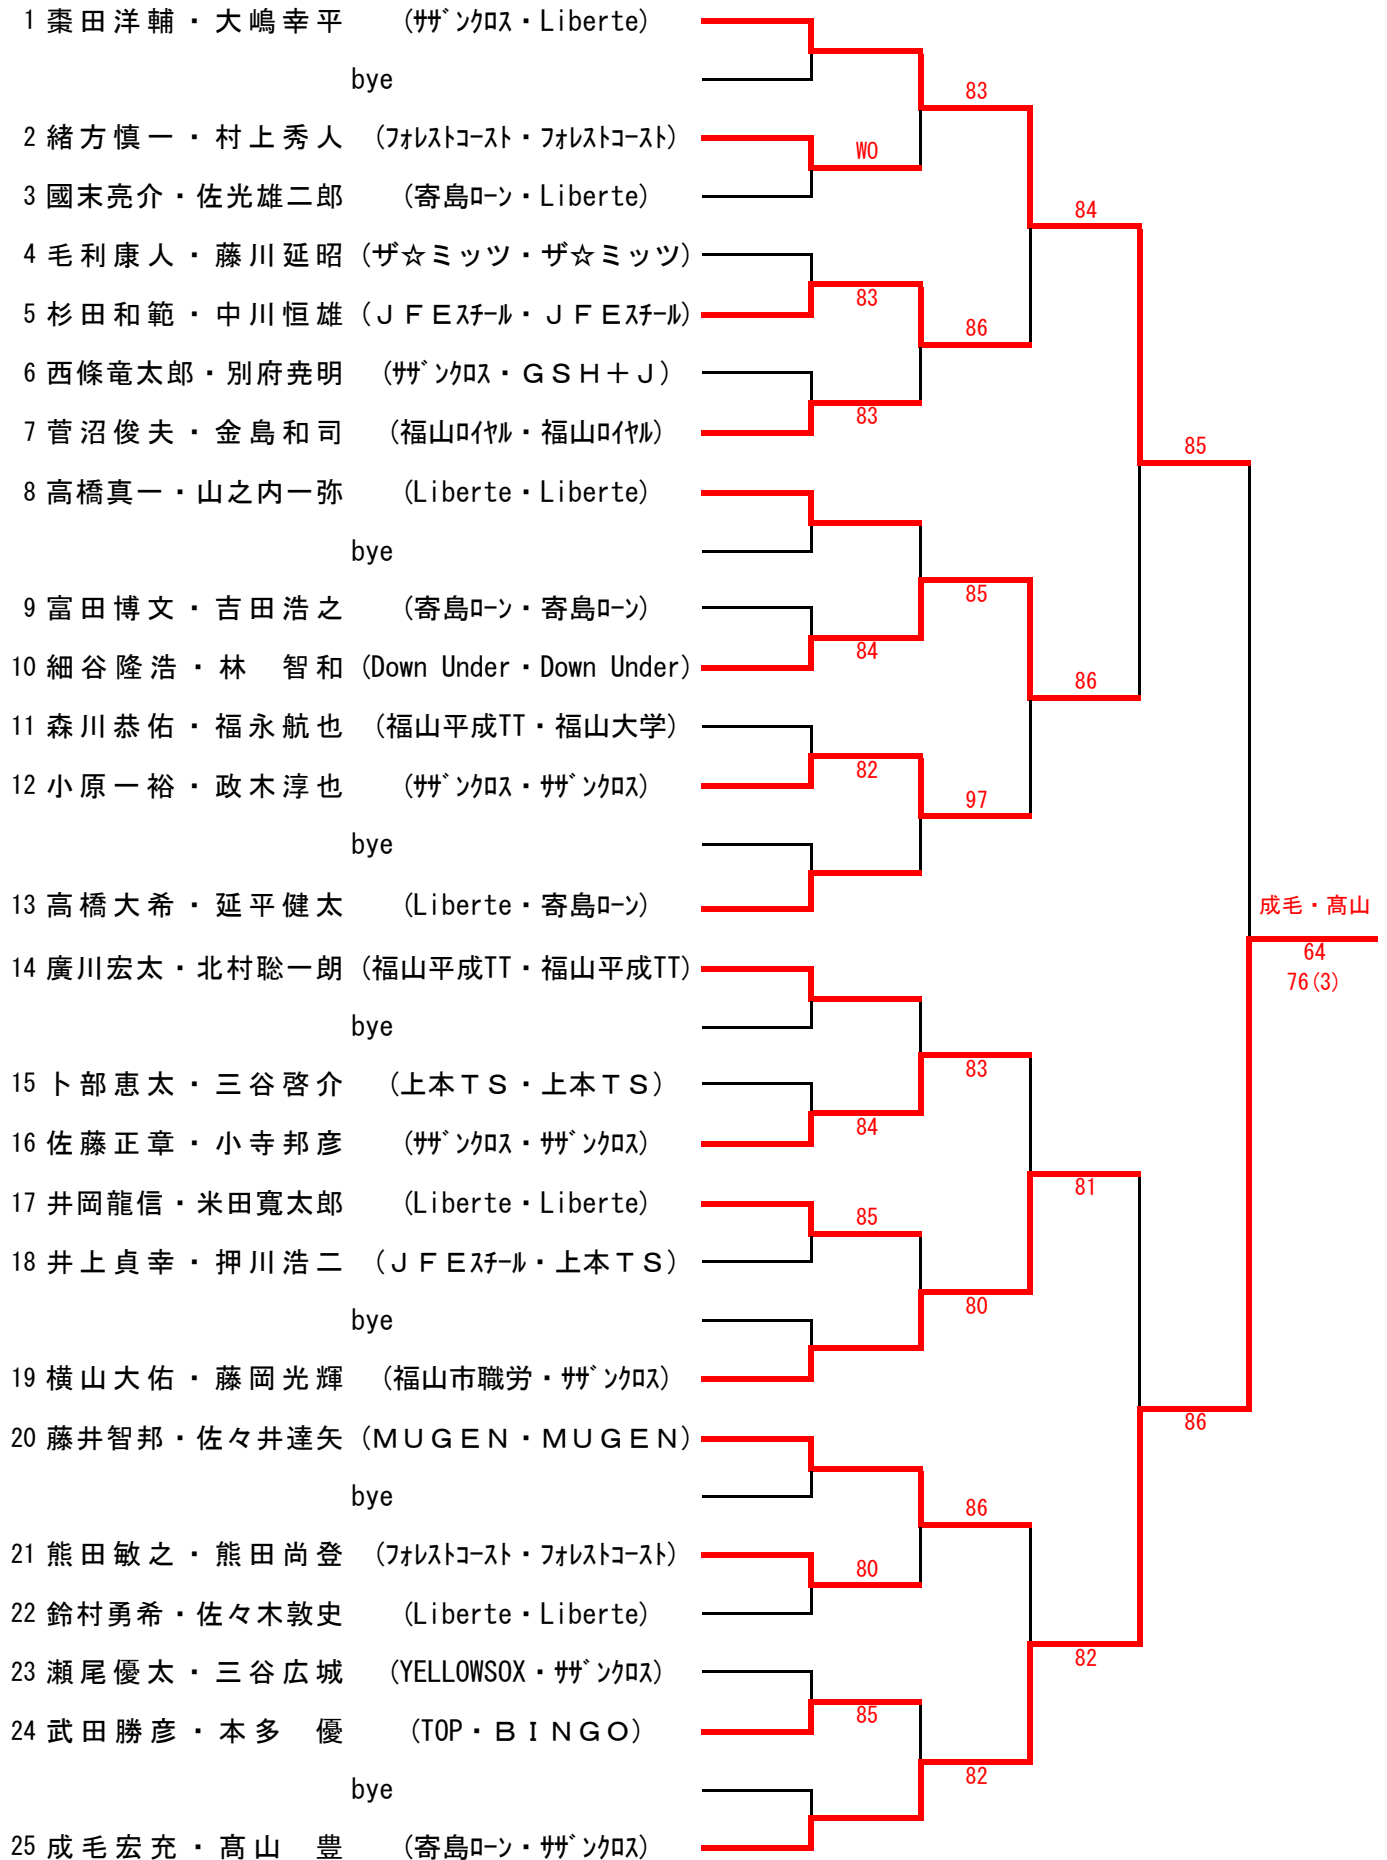 1 棗田洋輔・大嶋幸平 (ｻｻﾞﾝｸﾛｽ・Liberte)
bye
83
2 緒方慎一・村上秀人 (ﾌｫﾚｽﾄｺｰｽﾄ・ﾌｫﾚｽﾄｺｰｽﾄ)
WO
3 國末亮介・佐光雄二郎 (寄島ﾛｰﾝ・Liberte)
84
4 毛利康人・藤川延昭 (ザ☆ミッツ・ザ☆ミッツ)
83
5 杉田和範・中川恒雄 (ＪＦＥｽﾁｰﾙ・ＪＦＥｽﾁｰﾙ)
86
6 西條竜太郎・別府尭明 (ｻｻﾞﾝｸﾛｽ・ＧＳＨ＋Ｊ)
83
7 菅沼俊夫・金島和司 (福山ﾛｲﾔﾙ・福山ﾛｲﾔﾙ)
85
8 高橋真一・山之内一弥 (Liberte・Liberte)
bye
85
9 富田博文・吉田浩之 (寄島ﾛｰﾝ・寄島ﾛｰﾝ)
84
10 細谷隆浩・林　智和 (Down Under・Down Under)
86
11 森川恭佑・福永航也 (福山平成TT・福山大学)
82
12 小原一裕・政木淳也 (ｻｻﾞﾝｸﾛｽ・ｻｻﾞﾝｸﾛｽ)
97
bye
13 高橋大希・延平健太 (Liberte・寄島ﾛｰﾝ)
成毛・髙山
64
76(3)
14 廣川宏太・北村聡一朗 (福山平成TT・福山平成TT)
bye
83
15 卜部恵太・三谷啓介 (上本ＴＳ・上本ＴＳ)
84
16 佐藤正章・小寺邦彦 (ｻｻﾞﾝｸﾛｽ・ｻｻﾞﾝｸﾛｽ)
81
17 井岡龍信・米田寛太郎 (Liberte・Liberte)
85
18 井上貞幸・押川浩二 (ＪＦＥｽﾁｰﾙ・上本ＴＳ)
80
bye
19 横山大佑・藤岡光輝 (福山市職労・ｻｻﾞﾝｸﾛｽ)
86
20 藤井智邦・佐々井達矢 (ＭＵＧＥＮ・ＭＵＧＥＮ)
bye
86
21 熊田敏之・熊田尚登 (ﾌｫﾚｽﾄｺｰｽﾄ・ﾌｫﾚｽﾄｺｰｽﾄ)
80
22 鈴村勇希・佐々木敦史 (Liberte・Liberte)
82
23 瀬尾優太・三谷広城 (YELLOWSOX・ｻｻﾞﾝｸﾛｽ)
85
24 武田勝彦・本多　優 (TOP・ＢＩＮＧＯ)
82
bye
25 成毛宏充・髙山　豊 (寄島ﾛｰﾝ・ｻｻﾞﾝｸﾛｽ)